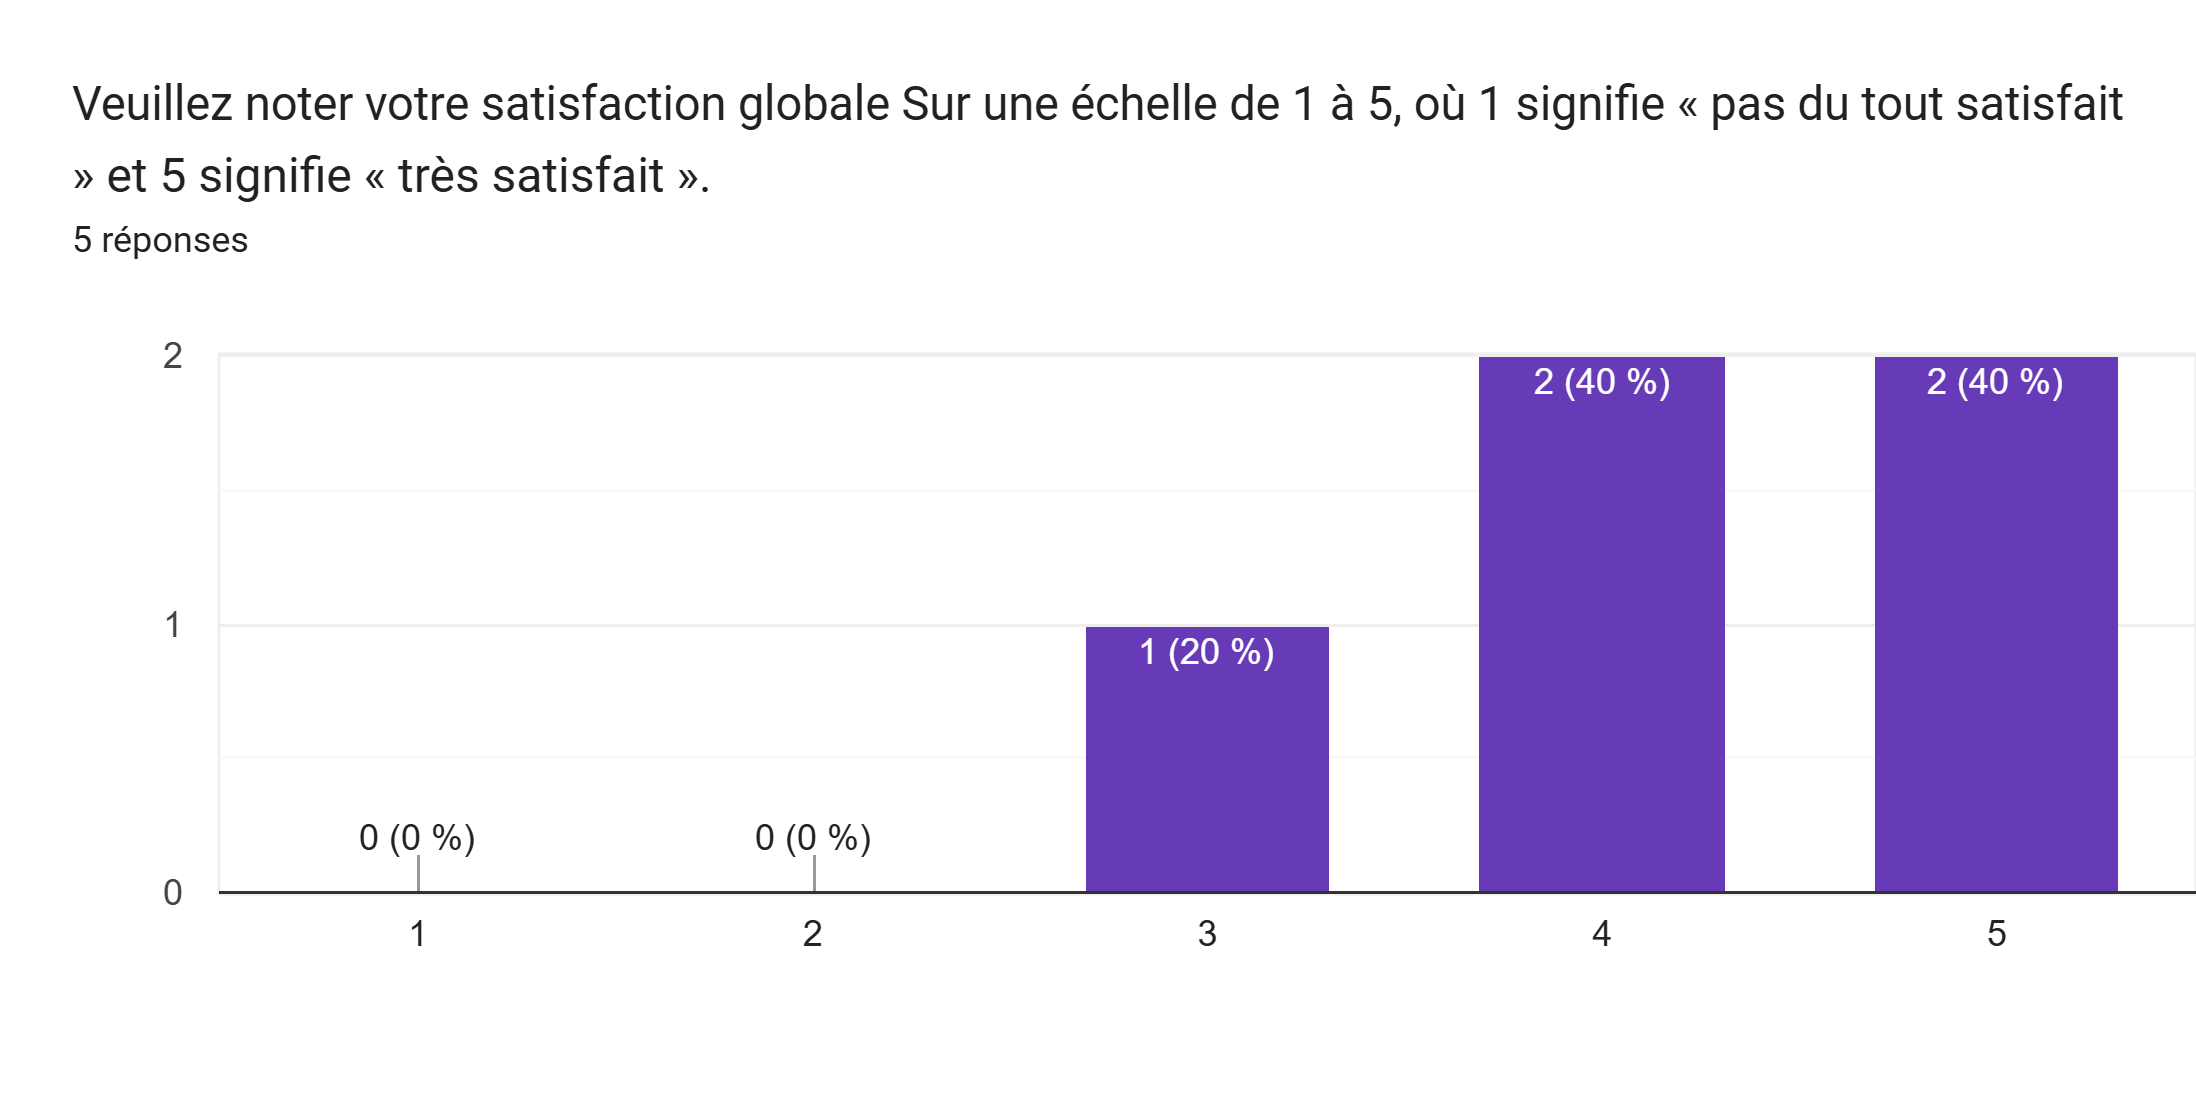 Veuillez noter votre satisfaction globale Sur une échelle de 1 à 5, où 1 signifie « pas du tout satisfait
» et 5 signifie « très satisfait ».
5 réponses
2
2 (40 %)
2 (40 %)
1
1 (20 %)
0 (0 %)
0 (0 %)
0
1
2
3
4
5